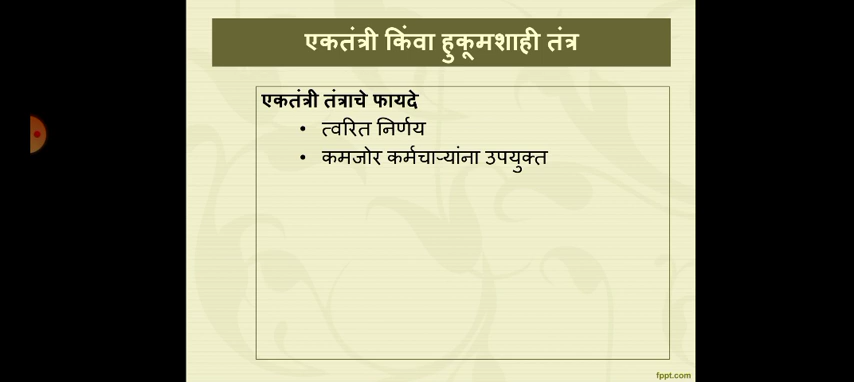 एकतंत्री किंवा हुकूमशाही तंत्र
एकतंत्री तंत्राचे फायदे
• त्वरित निर्णय
• कमजोर कर्मचाऱ्यांना उपयुक्त
fppt.com